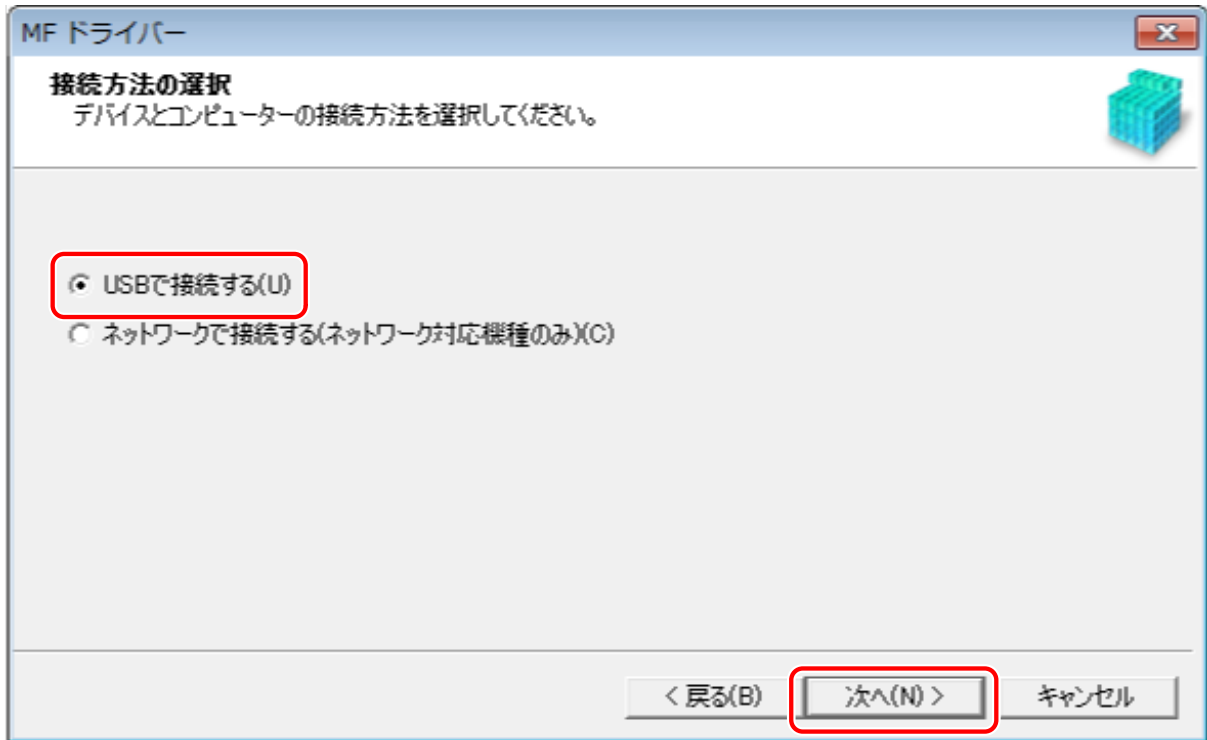 MF ドライバー
接続方法の選択
デバイスとコンピューターの接続方法を選択してください。
USBで接続する(U)
ネットワークで接続する(ネットワーク対応機種のみ)(C)
< 戻る(B)
次へ(N) >
キャンセル